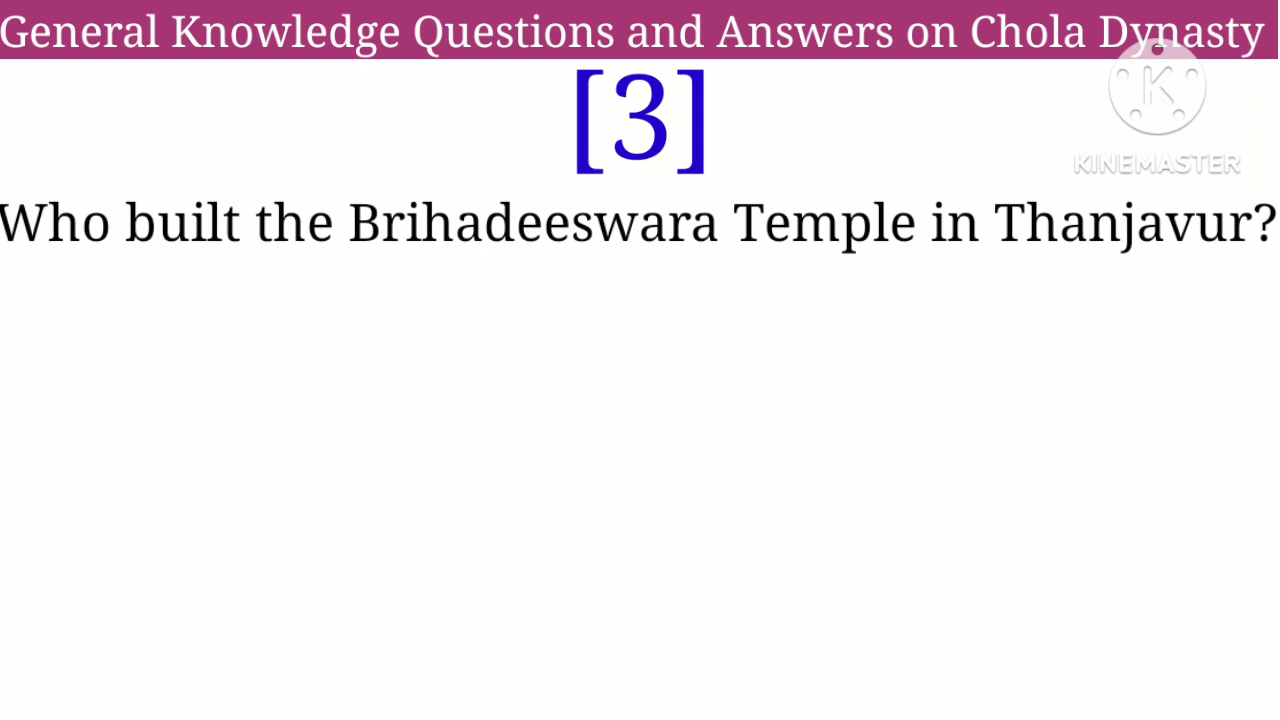 General Knowledge Questions and Answers on Chola Dynasty
[3]
K
KINEMASTER
Who built the Brihadeeswara Temple in Thanjavur?